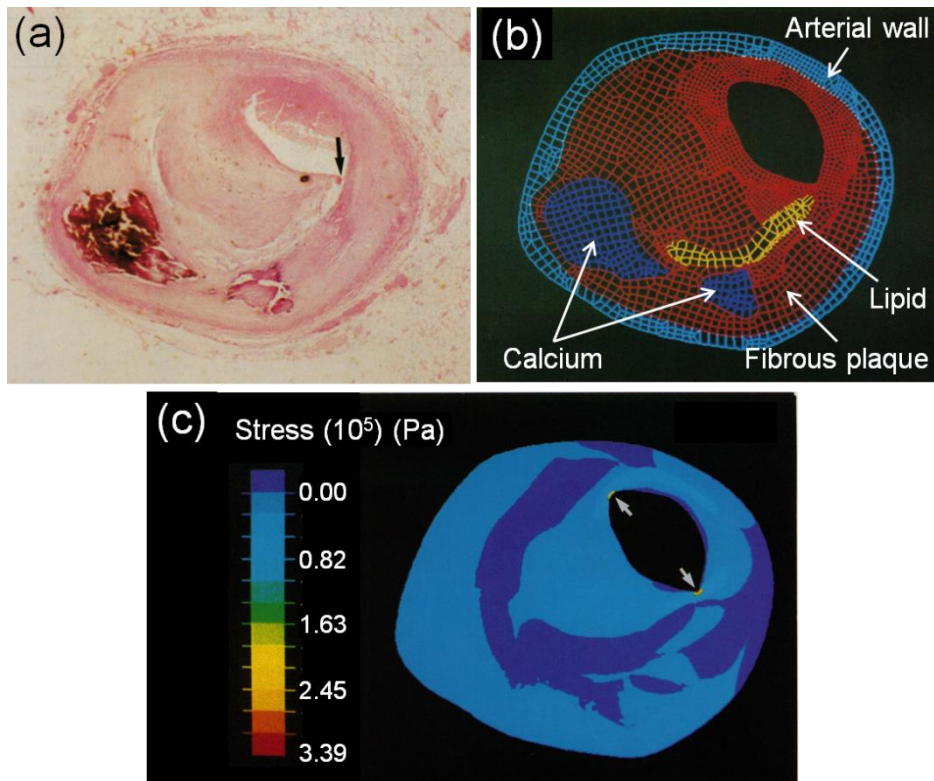 (a)
(b)
Arterial wall
Lipid
Calcium
Fibrous plaque
(c)
Stress (10⁵) (Pa)
0.00
0.82
1.63
2.45
3.39